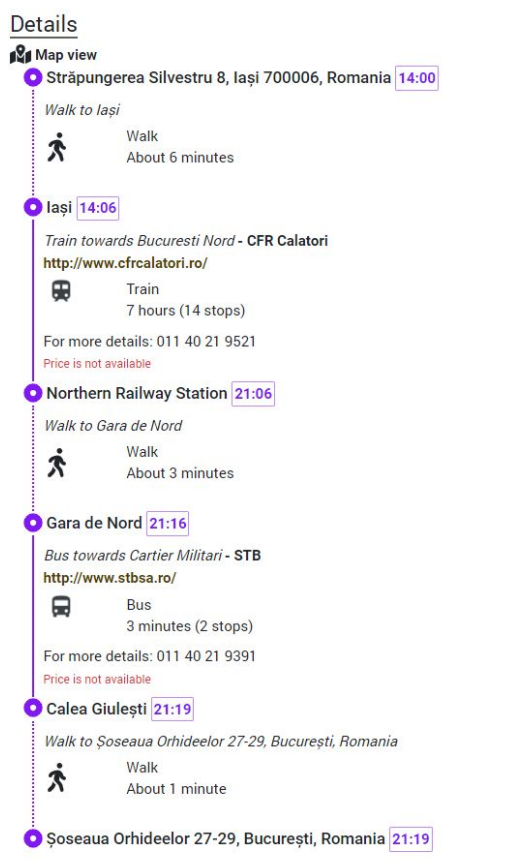 Details
Map view
Străpungerea Silvestru 8, Iași 700006, Romania 14:00
Walk to Iași
Walk
About 6 minutes
Iași 14:06
Train towards Bucuresti Nord - CFR Calatori
http://www.cfrcalatori.ro/
Train
7 hours (14 stops)
For more details: 011 40 21 9521
Price is not available
Northern Railway Station 21:06
Walk to Gara de Nord
Walk
About 3 minutes
Gara de Nord 21:16
Bus towards Cartier Militari - STB
http://www.stbsa.ro/
Bus
3 minutes (2 stops)
For more details: 011 40 21 9391
Price is not available
Calea Giulești 21:19
Walk to Șoseaua Orhideelor 27-29, București, Romania
Walk
About 1 minute
Șoseaua Orhideelor 27-29, București, Romania 21:19